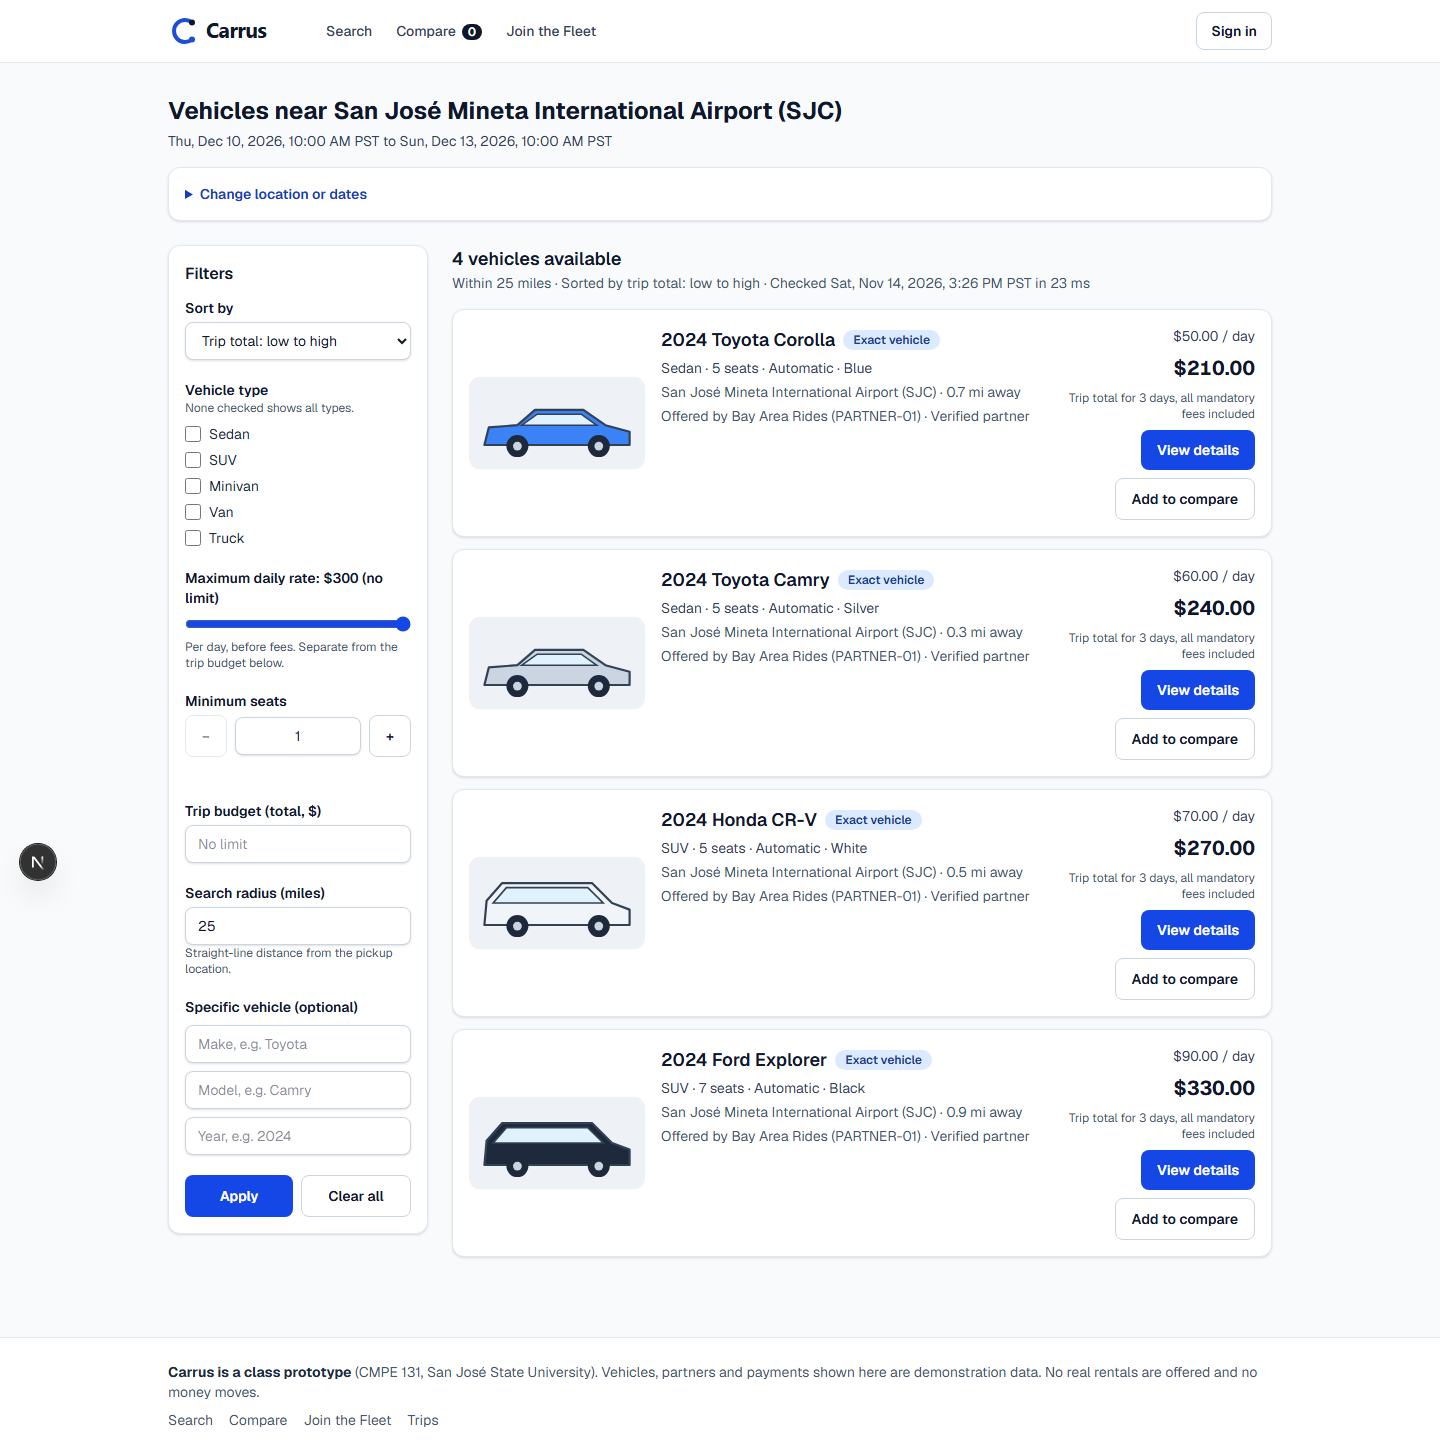 Carrus
Search
Compare 0
Join the Fleet
Sign in
Vehicles near San José Mineta International Airport (SJC)
Thu, Dec 10, 2026, 10:00 AM PST to Sun, Dec 13, 2026, 10:00 AM PST
Change location or dates
Filters
Sort by
Trip total: low to high
Vehicle type
None checked shows all types.
Sedan
SUV
Minivan
Van
Truck
Maximum daily rate: $300 (no
limit)
Per day, before fees. Separate from the
trip budget below.
Minimum seats
− 1 +
Trip budget (total, $)
No limit
Search radius (miles)
25
Straight-line distance from the pickup
location.
Specific vehicle (optional)
Make, e.g. Toyota
Model, e.g. Camry
Year, e.g. 2024
Apply
Clear all
4 vehicles available
Within 25 miles · Sorted by trip total: low to high · Checked Sat, Nov 14, 2026, 3:26 PM PST in 23 ms
2024 Toyota Corolla Exact vehicle
Sedan · 5 seats · Automatic · Blue
San José Mineta International Airport (SJC) · 0.7 mi away
Offered by Bay Area Rides (PARTNER-01) · Verified partner
$50.00 / day
$210.00
Trip total for 3 days, all mandatory
fees included
View details
Add to compare
2024 Toyota Camry Exact vehicle
Sedan · 5 seats · Automatic · Silver
San José Mineta International Airport (SJC) · 0.3 mi away
Offered by Bay Area Rides (PARTNER-01) · Verified partner
$60.00 / day
$240.00
Trip total for 3 days, all mandatory
fees included
View details
Add to compare
2024 Honda CR-V Exact vehicle
SUV · 5 seats · Automatic · White
San José Mineta International Airport (SJC) · 0.5 mi away
Offered by Bay Area Rides (PARTNER-01) · Verified partner
$70.00 / day
$270.00
Trip total for 3 days, all mandatory
fees included
View details
Add to compare
2024 Ford Explorer Exact vehicle
SUV · 7 seats · Automatic · Black
San José Mineta International Airport (SJC) · 0.9 mi away
Offered by Bay Area Rides (PARTNER-01) · Verified partner
$90.00 / day
$330.00
Trip total for 3 days, all mandatory
fees included
View details
Add to compare
N
Carrus is a class prototype (CMPE 131, San José State University). Vehicles, partners and payments shown here are demonstration data. No real rentals are offered and no
money moves.
Search Compare Join the Fleet Trips